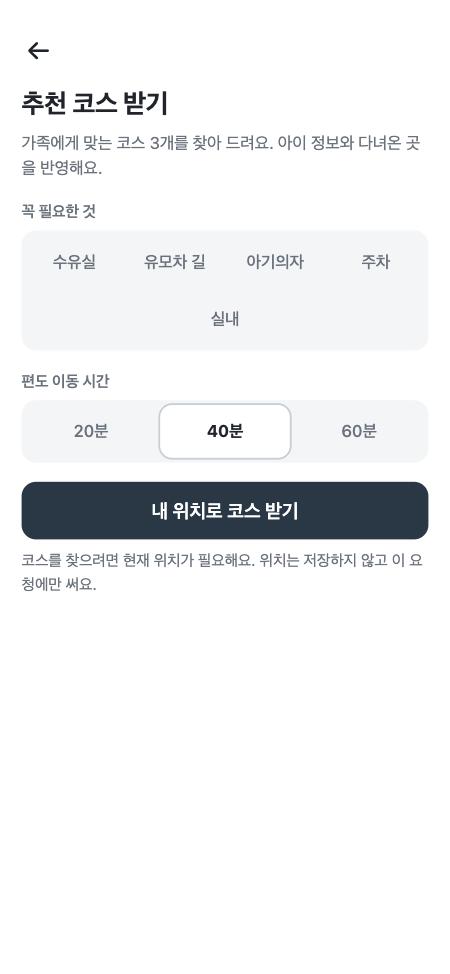 추천 코스 받기
가족에게 맞는 코스 3개를 찾아 드려요. 아이 정보와 다녀온 곳
을 반영해요.
꼭 필요한 것
수유실 유모차 길 아기의자 주차
실내
편도 이동 시간
20분 40분 60분
내 위치로 코스 받기
코스를 찾으려면 현재 위치가 필요해요. 위치는 저장하지 않고 이 요
청에만 써요.